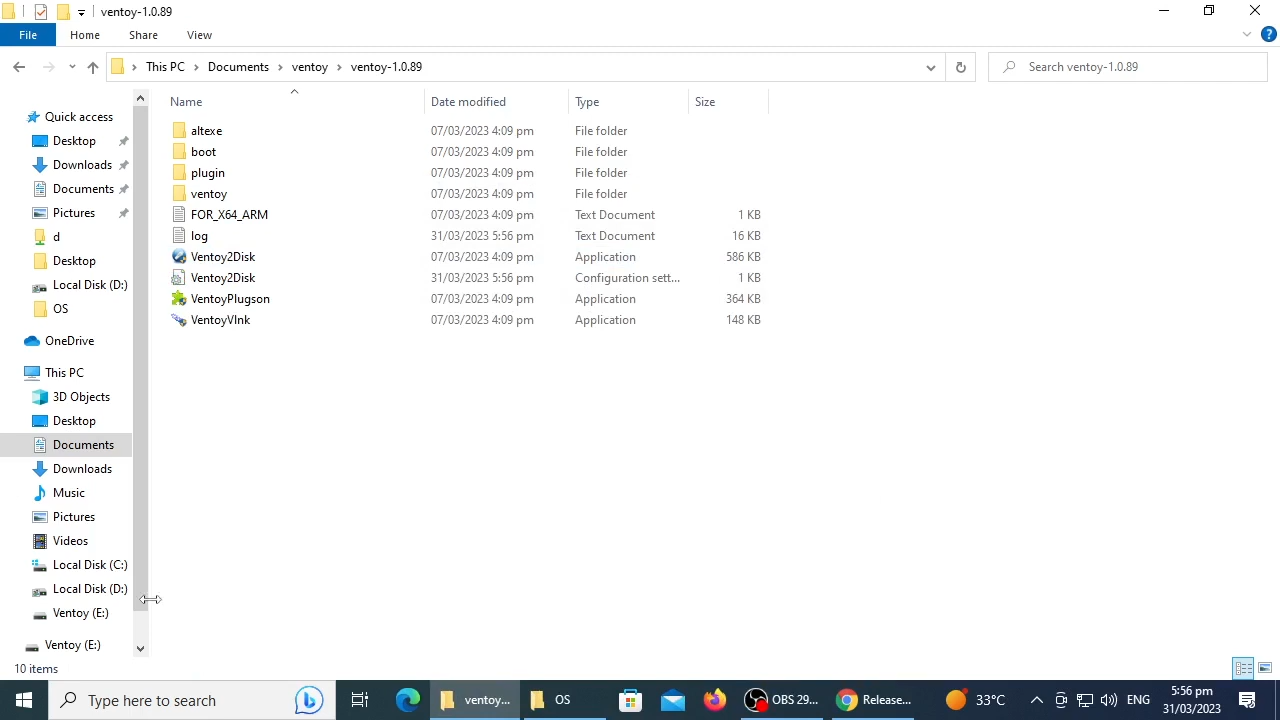 ventoy-1.0.89
File Home Share View
This PC Documents ventoy ventoy-1.0.89 Search ventoy-1.0.89
Name Date modified Type Size
altexe 07/03/2023 4:09 pm File folder
boot 07/03/2023 4:09 pm File folder
plugin 07/03/2023 4:09 pm File folder
ventoy 07/03/2023 4:09 pm File folder
FOR_X64_ARM 07/03/2023 4:09 pm Text Document 1 KB
log 31/03/2023 5:56 pm Text Document 16 KB
Ventoy2Disk 07/03/2023 4:09 pm Application 586 KB
Ventoy2Disk 31/03/2023 5:56 pm Configuration sett... 1 KB
VentoyPlugson 07/03/2023 4:09 pm Application 364 KB
VentoyVlnk 07/03/2023 4:09 pm Application 148 KB
Quick access
Desktop
Downloads
Documents
Pictures
d
Desktop
Local Disk (D:)
OS
OneDrive
This PC
3D Objects
Desktop
Documents
Downloads
Music
Pictures
Videos
Local Disk (C:)
Local Disk (D:)
Ventoy (E:)
Ventoy (E:)
10 items
Type here to search ventoy... OS OBS 29... Release... 33°C ENG 5:56 pm
31/03/2023